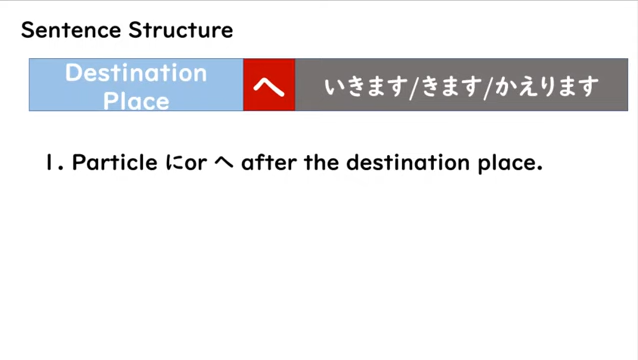 Sentence Structure
Destination
Place
へ
いきます/きます/かえります
1. Particle にor へ after the destination place.